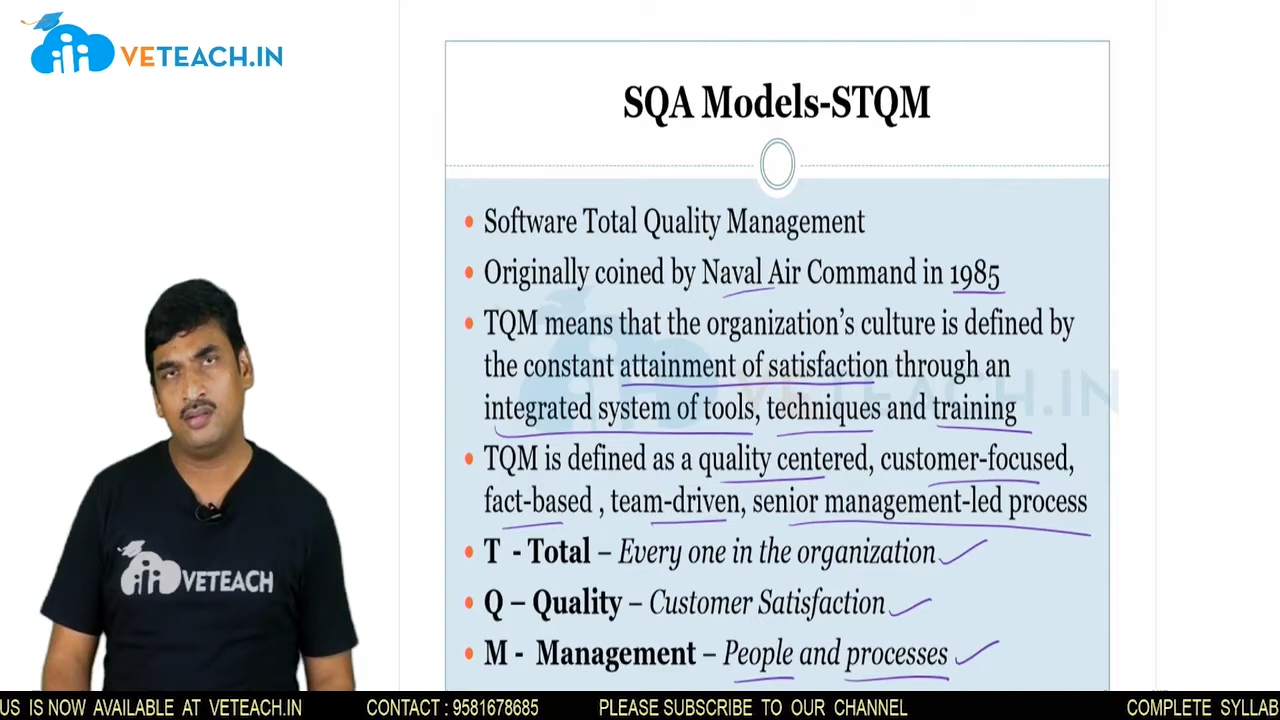 VETEACH.IN
SQA Models-STQM
Software Total Quality Management
Originally coined by Naval Air Command in 1985
TQM means that the organization's culture is defined by
the constant attainment of satisfaction through an
integrated system of tools, techniques and training
TQM is defined as a quality centered, customer-focused,
fact-based , team-driven, senior management-led process
T - Total – Every one in the organization
Q – Quality – Customer Satisfaction
M - Management – People and processes
VETEACH.IN
VETEACH
US IS NOW AVAILABLE AT VETEACH.IN CONTACT : 9581678685 PLEASE SUBSCRIBE TO OUR CHANNEL COMPLETE SYLLAB